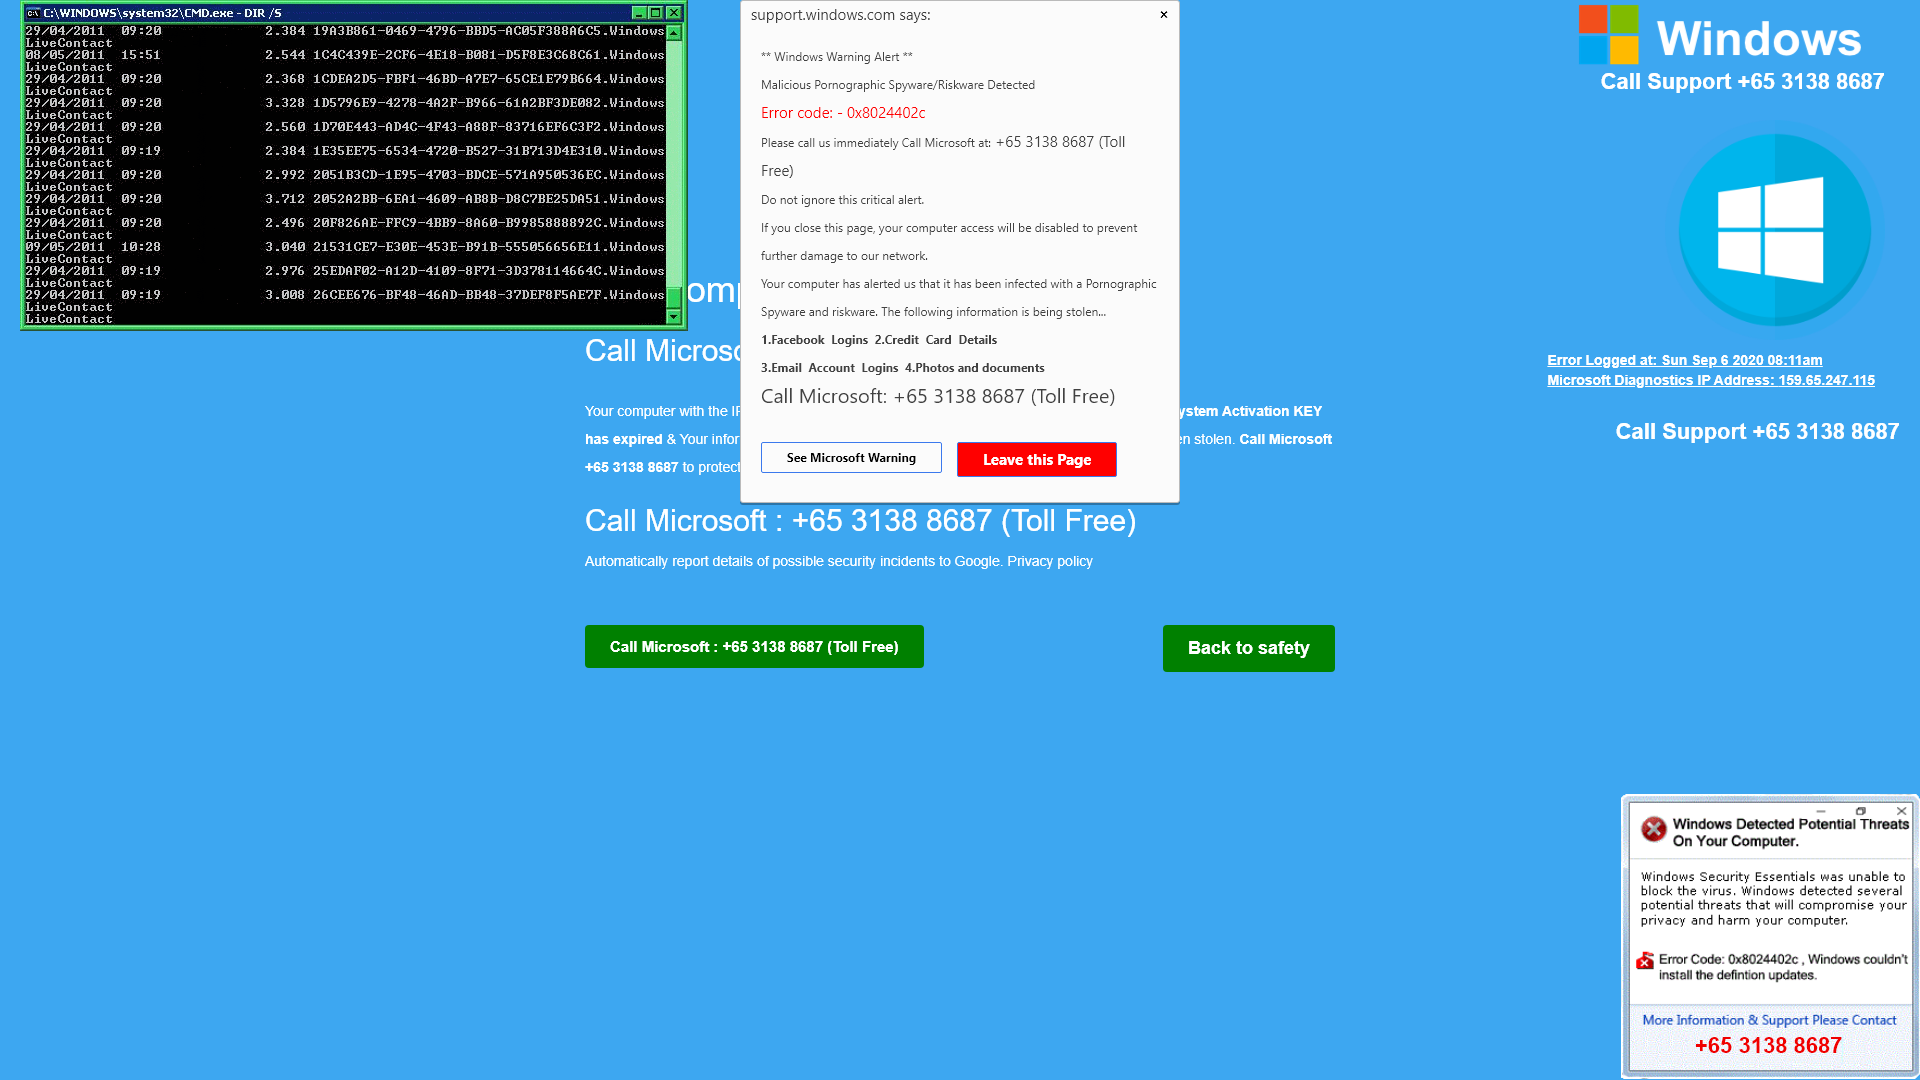 C:\WINDOWS\system32\CMD.exe - DIR /S
29/04/2011  09:20             2.384 19A3B861-0469-4796-BBD5-AC05F388A6C5.Windows
LiveContact
08/05/2011  15:51             2.544 1C4C439E-2CF6-4E18-B081-D5F8E3C68C61.Windows
LiveContact
29/04/2011  09:20             2.368 1CDEA2D5-FBF1-46BD-A7E7-65CE1E79B664.Windows
LiveContact
29/04/2011  09:20             3.328 1D5796E9-4278-4A2F-B966-61A2BF3DE082.Windows
LiveContact
29/04/2011  09:20             2.560 1D70E443-AD4C-4F43-A88F-83716EF6C3F2.Windows
LiveContact
29/04/2011  09:19             2.384 1E35EE75-6534-4720-B527-31B713D4E310.Windows
LiveContact
29/04/2011  09:20             2.992 2051B3CD-1E95-4703-BDCE-571A950536EC.Windows
LiveContact
29/04/2011  09:20             3.712 2052A2BB-6EA1-4609-AB8B-D8C7BE25DA51.Windows
LiveContact
29/04/2011  09:20             2.496 20F826AE-FFC9-4BB9-8A60-B9985888892C.Windows
LiveContact
09/05/2011  10:28             3.040 21531CE7-E30E-453E-B91B-555056656E11.Windows
LiveContact
29/04/2011  09:19             2.976 25EDAF02-A12D-4109-8F71-3D378114664C.Windows
LiveContact
29/04/2011  09:19             3.008 26CEE676-BF48-46AD-BB48-37DEF8F5AE7F.Windows
LiveContact
LiveContact
support.windows.com says:
** Windows Warning Alert **
Malicious Pornographic Spyware/Riskware Detected
Error code: - 0x8024402c
Please call us immediately Call Microsoft at: +65 3138 8687 (Toll
Free)
Do not ignore this critical alert.
If you close this page, your computer access will be disabled to prevent
further damage to our network.
Your computer has alerted us that it has been infected with a Pornographic
Spyware and riskware. The following information is being stolen...
1.Facebook Logins 2.Credit Card Details
3.Email Account Logins 4.Photos and documents
Call Microsoft: +65 3138 8687 (Toll Free)
See Microsoft Warning
Leave this Page
Windows
Call Support +65 3138 8687
Error Logged at: Sun Sep 6 2020 08:11am
Microsoft Diagnostics IP Address: 159.65.247.115
Call Support +65 3138 8687
Call
Your computer with the
has expired & Your
stolen. Call Microsoft
Activation KEY
+65 3138 8687 to
Call Microsoft : +65 3138 8687 (Toll Free)
Automatically report details of possible security incidents to Google. Privacy policy
Call Microsoft : +65 3138 8687 (Toll Free)
Back to safety
Windows Detected Potential Threats
On Your Computer.
Windows Security Essentials was unable to
block the virus. Windows detected several
potential threats that will compromise your
privacy and harm your computer.
Error Code: 0x8024402c , Windows couldn't
install the defintion updates.
More Information & Support Please Contact
+65 3138 8687